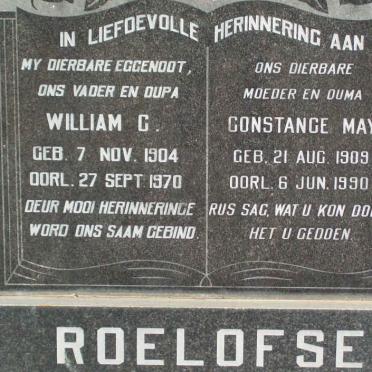 IN LIEFDEVOLLE HERINNERING AAN
MY DIERBARE EGGENOOT,
ONS VADER EN OUPA
WILLIAM C.
GEB. 7 NOV. 1904
OORL. 27 SEPT. 1970
DEUR MOOI HERINNERINGE
WORD ONS SAAM GEBIND.
ONS DIERBARE
MOEDER EN OUMA
CONSTANCE MAY
GEB. 21 AUG. 1909
OORL. 6 JUN. 1990
RUS SAG, WAT U KON DO
HET U GEDOEN.
ROELOFSE